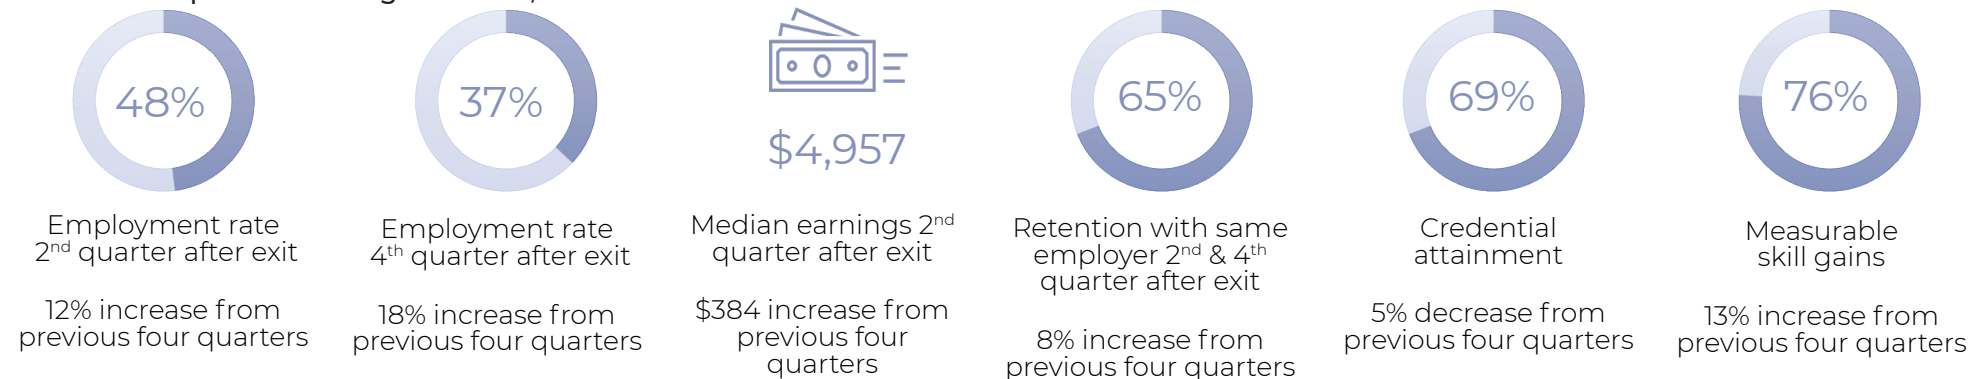 48%
Employment rate
2nd quarter after exit
12% increase from
previous four quarters
37%
Employment rate
4th quarter after exit
18% increase from
previous four quarters
$4,957
Median earnings 2nd
quarter after exit
$384 increase from
previous four
quarters
65%
Retention with same
employer 2nd & 4th
quarter after exit
8% increase from
previous four quarters
69%
Credential
attainment
5% decrease from
previous four quarters
76%
Measurable
skill gains
13% increase from
previous four quarters